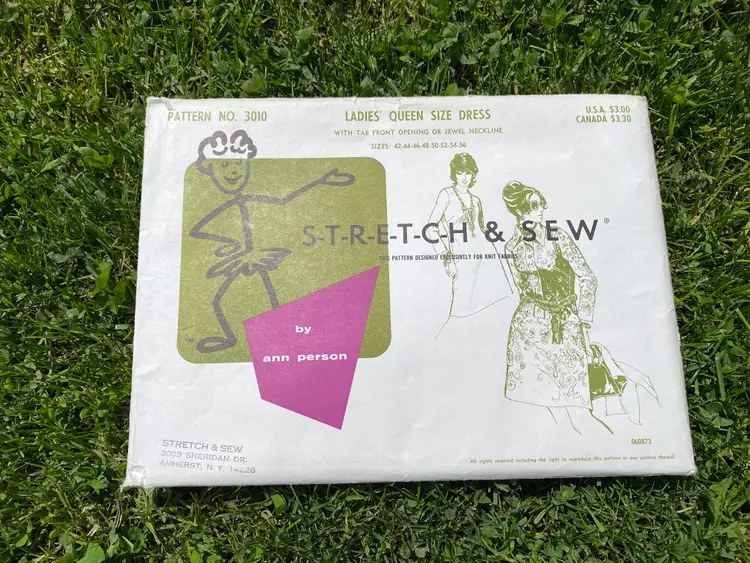 PATTERN NO. 3010
LADIES' QUEEN SIZE DRESS
U.S.A. $3.00
CANADA $3.30
WITH TAB FRONT OPENING OR JEWEL NECKLINE
SIZES: 42-44-46-48-50-52-54-56
S-T-R-E-T-C-H & SEW®
THIS PATTERN DESIGNED EXCLUSIVELY FOR KNIT FABRICS
by
ann person
TM
STRETCH & SEW
3009 SHERIDAN DR.
AMHERST, N. Y. 14226
060873
All rights reserved including the right to reproduce this pattern or any portion thereof.